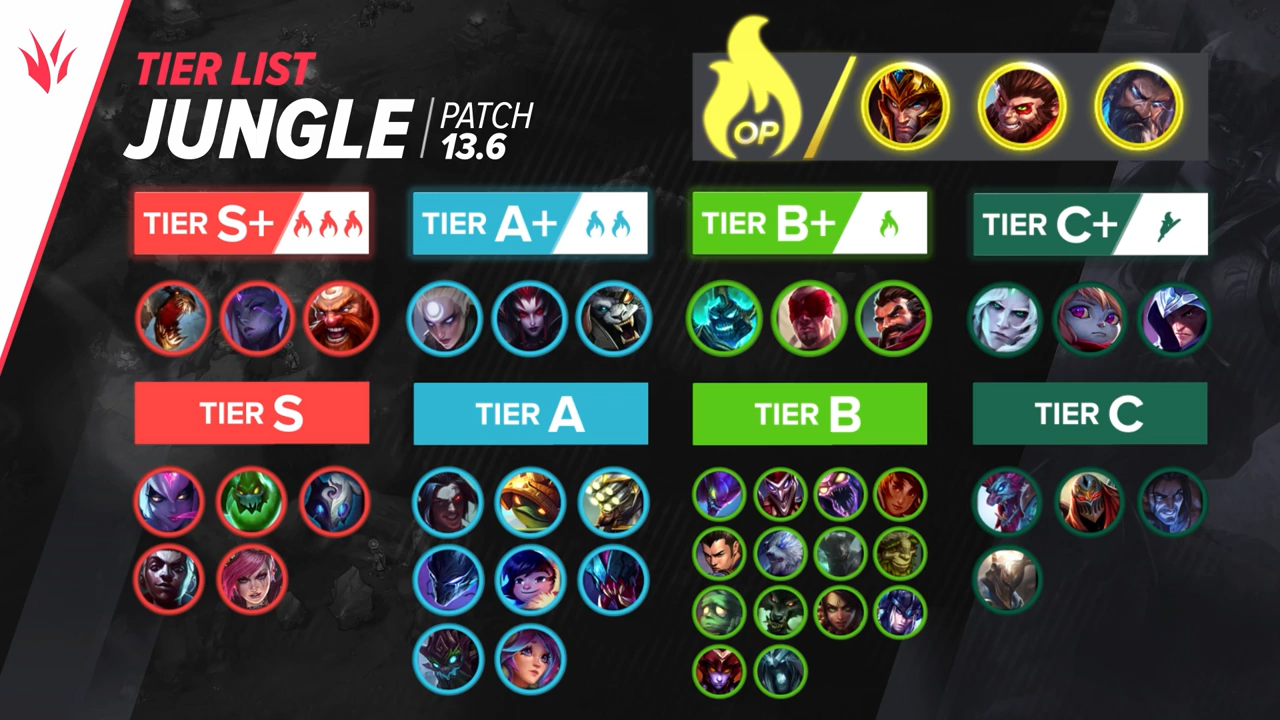 TIER LIST
JUNGLE
PATCH
13.6
OP
TIER S+
TIER A+
TIER B+
TIER C+
TIER S
TIER A
TIER B
TIER C